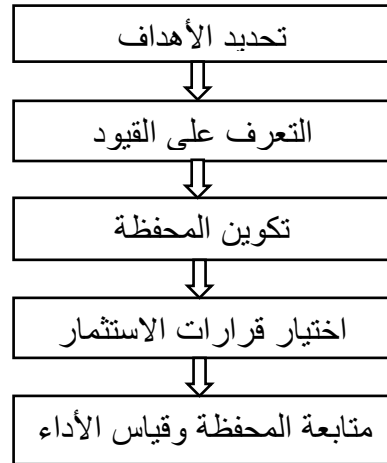 تحديد الأهداف
التعرف على القيود
تكوين المحفظة
اختيار قرارات الاستثمار
متابعة المحفظة وقياس الأداء